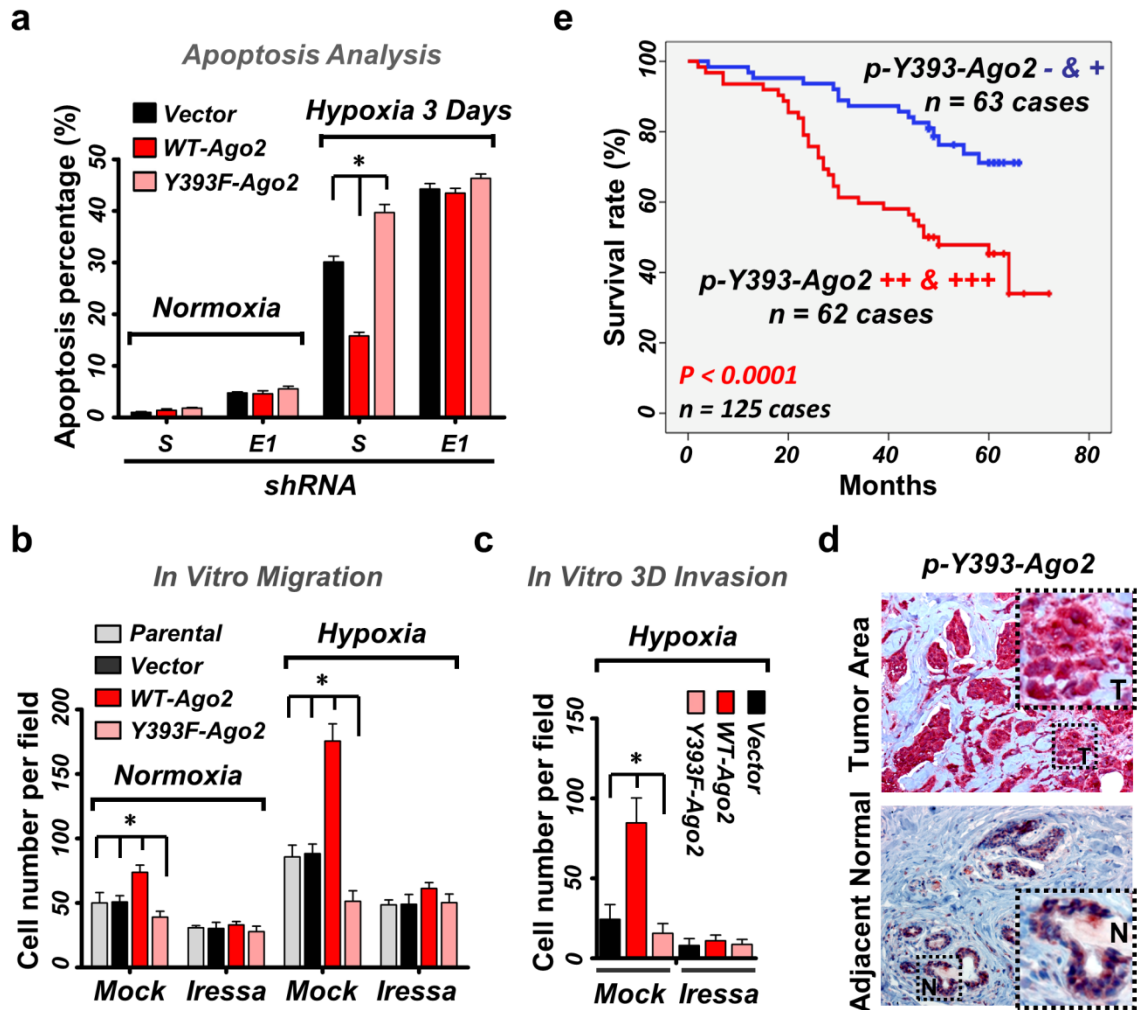 a
Apoptosis Analysis
Vector
WT-Ago2
Y393F-Ago2
Hypoxia 3 Days
*
Normoxia
Apoptosis percentage (%)
0 10 20 30 40 50
S E1 S E1
shRNA
e
p-Y393-Ago2 - & +
n = 63 cases
p-Y393-Ago2 ++ & +++
n = 62 cases
P < 0.0001
n = 125 cases
Survival rate (%)
0 20 40 60 80 100
0 20 40 60 80
Months
b
In Vitro Migration
Parental
Vector
WT-Ago2
Y393F-Ago2
Hypoxia
*
Normoxia
*
Cell number per field
0 50 100 150 200
Mock Iressa Mock Iressa
c
In Vitro 3D Invasion
Hypoxia
Y393F-Ago2
WT-Ago2
Vector
*
Cell number per field
0 50 100 150
Mock Iressa
d
p-Y393-Ago2
Tumor Area
T
T
Adjacent Normal
N
N